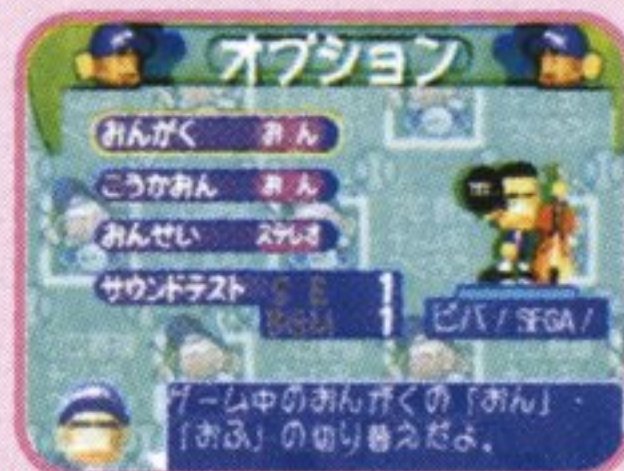 オプション
おんがく おん
こうかおん おん
おんせい ステレオ
サウンドテスト SE 1
1
ビバ！SEGA！
ゲーム中のおんがくの「おん」・
「おふ」の切り替えだよ。